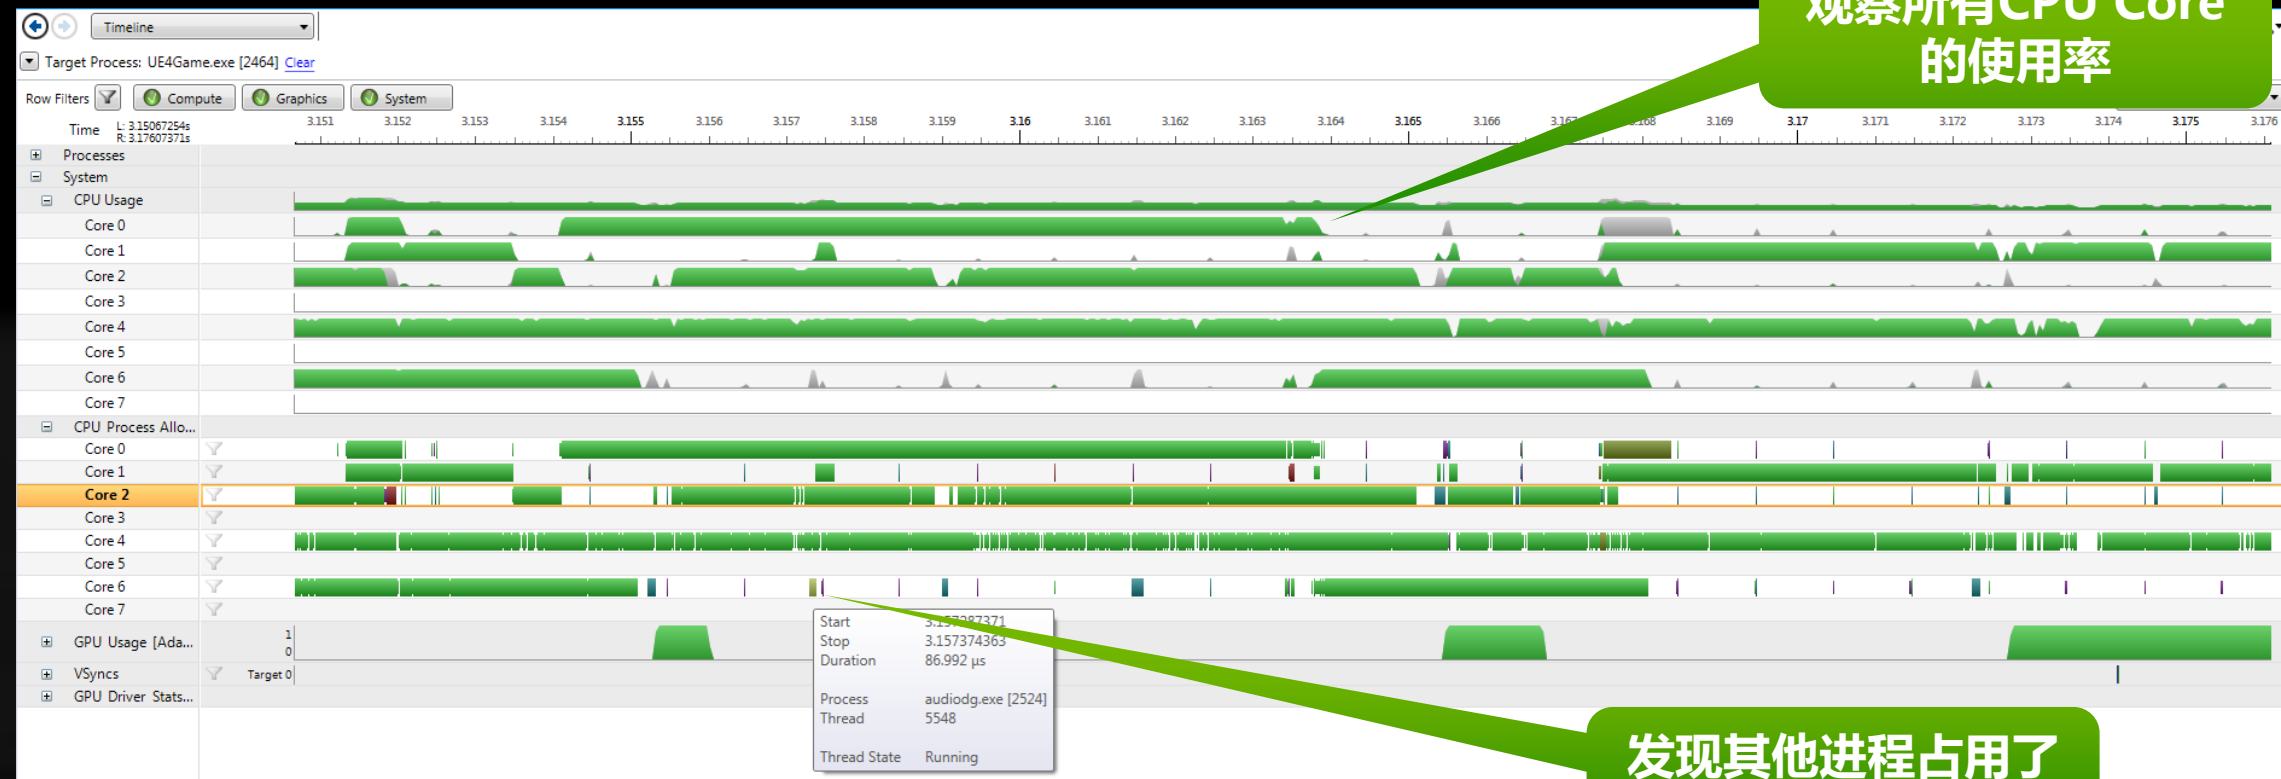 观察所有CPU Core
的使用率
Timeline
Target Process: UE4Game.exe [2464] Clear
Row Filters Compute Graphics System
Time L: 3.15067254s
R: 3.17607371s
3.151 3.152 3.153 3.154 3.155 3.156 3.157 3.158 3.159 3.16 3.161 3.162 3.163 3.164 3.165 3.166 3.167 3.168 3.169 3.17 3.171 3.172 3.173 3.174 3.175 3.176
Processes
System
CPU Usage
Core 0
Core 1
Core 2
Core 3
Core 4
Core 5
Core 6
Core 7
CPU Process Allo...
Core 0
Core 1
Core 2
Core 3
Core 4
Core 5
Core 6
Core 7
Start 3.157287371
Stop 3.157374363
Duration 86.992 µs
Process audiodg.exe [2524]
Thread 5548
Thread State Running
GPU Usage [Ada... 1
0
VSyncs Target 0
GPU Driver Stats...
发现其他进程占用了